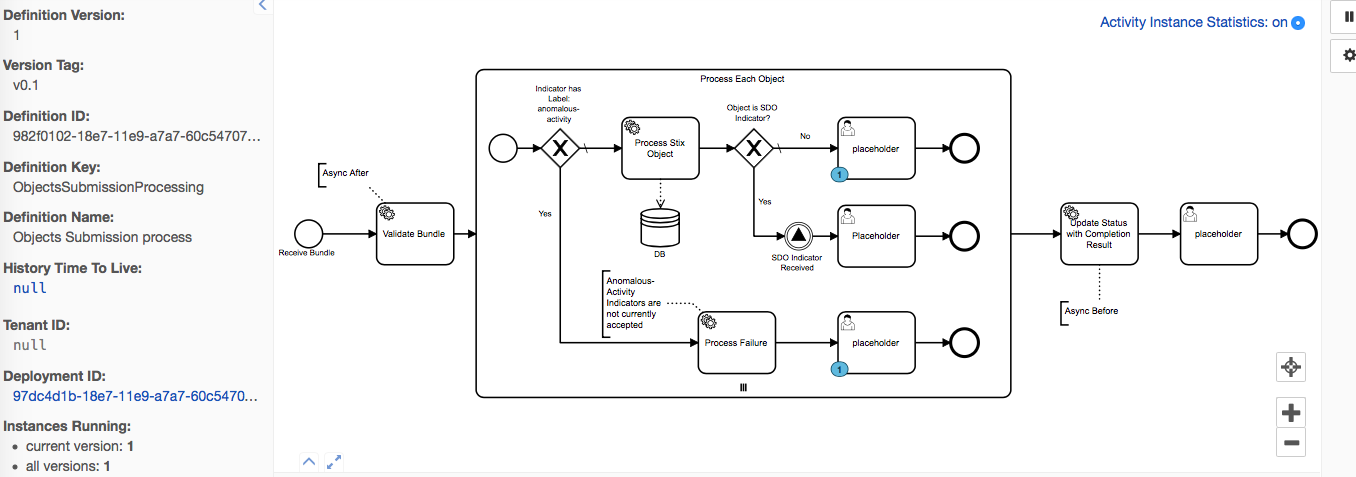 Definition Version:
1
Version Tag:
v0.1
Definition ID:
982f0102-18e7-11e9-a7a7-60c54707...
Definition Key:
ObjectsSubmissionProcessing
Definition Name:
Objects Submission process
History Time To Live:
null
Tenant ID:
null
Deployment ID:
97dc4d1b-18e7-11e9-a7a7-60c5470...
Instances Running:
current version: 1
all versions: 1
Activity Instance Statistics: on
Receive Bundle
Async After
Validate Bundle
Process Each Object
Indicator has
Label:
anomalous-
activity
Process Stix
Object
DB
Object is SDO
Indicator?
No
placeholder
1
Yes
SDO Indicator
Received
Placeholder
Yes
Anomalous-
Activity
Indicators are
not currently
accepted
Process Failure
placeholder
1
Update Status
with Completion
Result
Async Before
placeholder